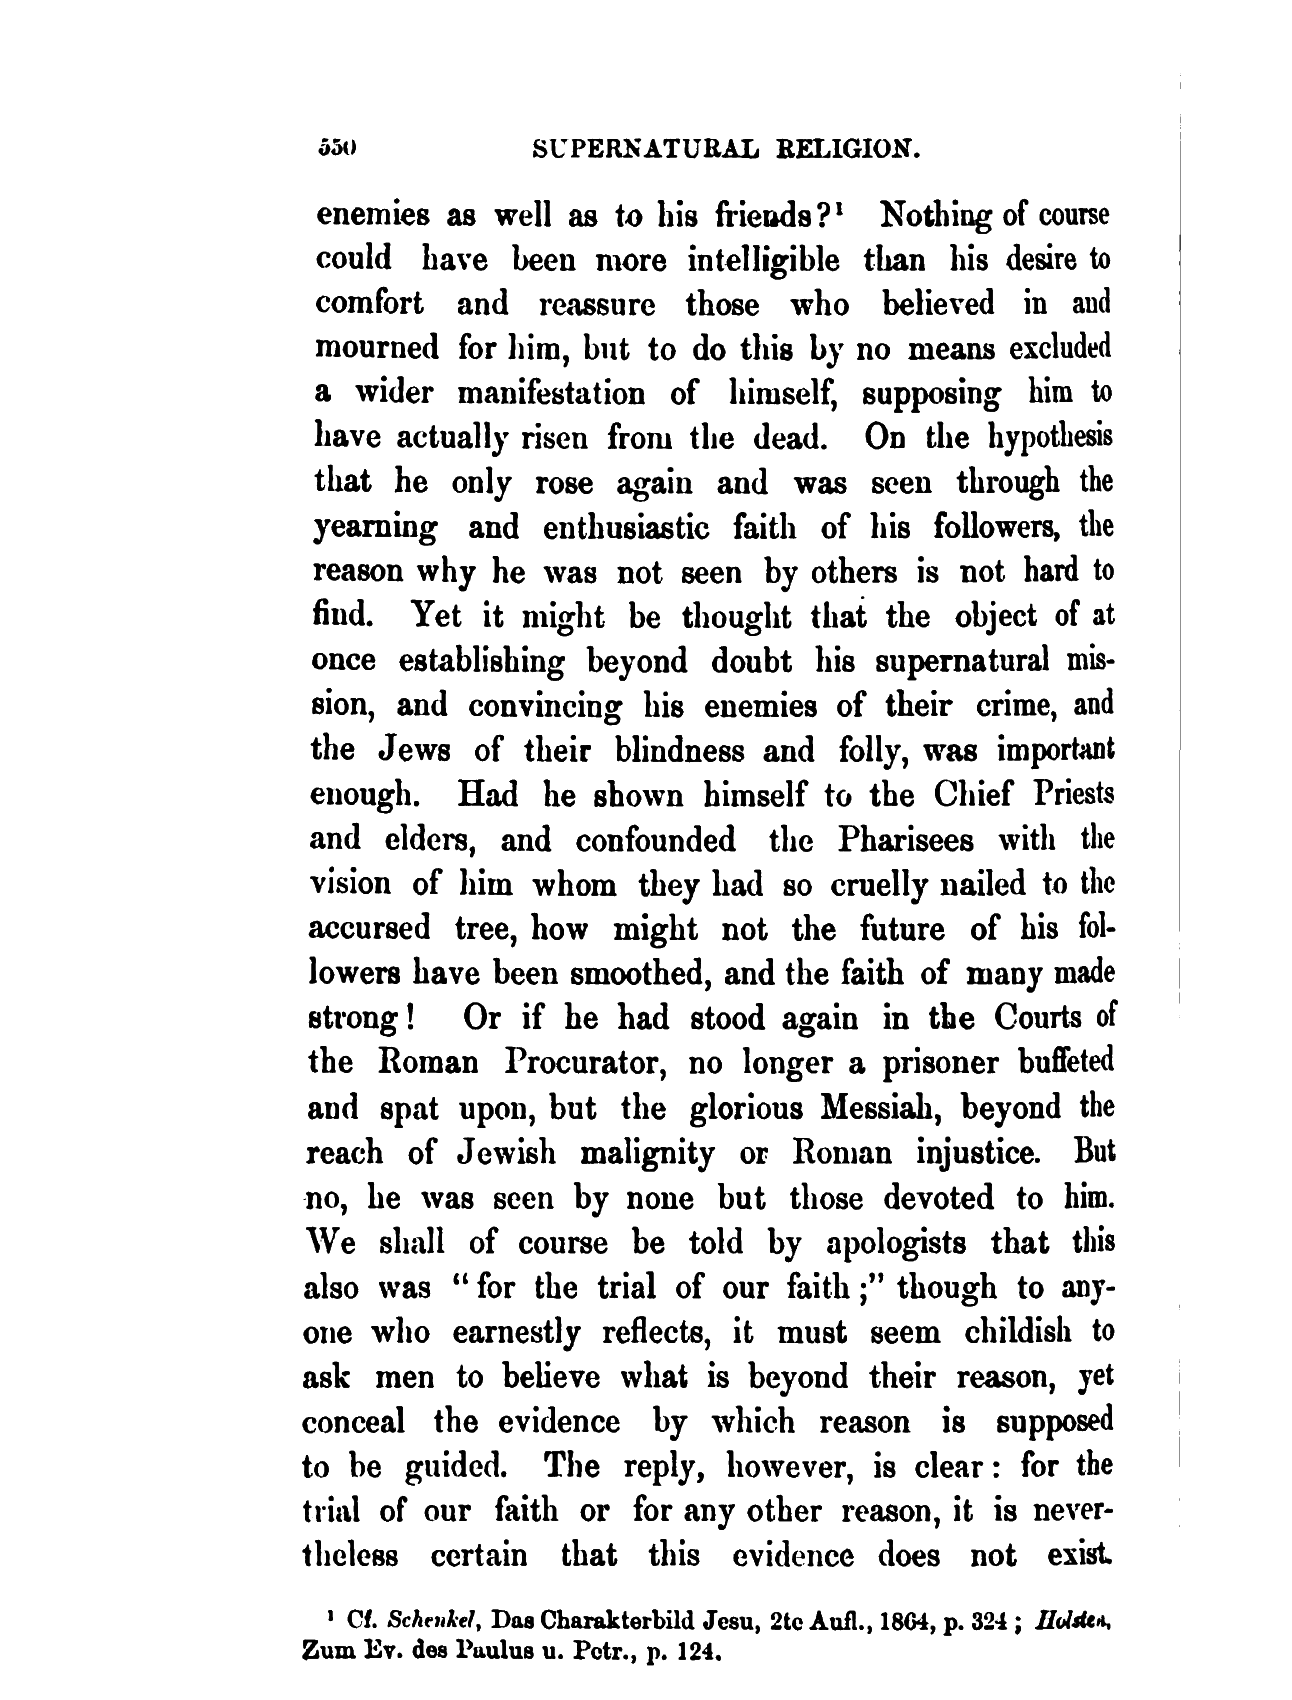 550 SUPERNATURAL RELIGION.
enemies as well as to his friends?¹ Nothing of course
could have been more intelligible than his desire to
comfort and reassure those who believed in and
mourned for him, but to do this by no means excluded
a wider manifestation of himself, supposing him to
have actually risen from the dead. On the hypothesis
that he only rose again and was seen through the
yearning and enthusiastic faith of his followers, the
reason why he was not seen by others is not hard to
find. Yet it might be thought that the object of at
once establishing beyond doubt his supernatural mis-
sion, and convincing his enemies of their crime, and
the Jews of their blindness and folly, was important
enough. Had he shown himself to the Chief Priests
and elders, and confounded the Pharisees with the
vision of him whom they had so cruelly nailed to the
accursed tree, how might not the future of his fol-
lowers have been smoothed, and the faith of many made
strong! Or if he had stood again in the Courts of
the Roman Procurator, no longer a prisoner buffeted
and spat upon, but the glorious Messiah, beyond the
reach of Jewish malignity or Roman injustice. But
no, he was seen by none but those devoted to him.
We shall of course be told by apologists that this
also was "for the trial of our faith;" though to any-
one who earnestly reflects, it must seem childish to
ask men to believe what is beyond their reason, yet
conceal the evidence by which reason is supposed
to be guided. The reply, however, is clear: for the
trial of our faith or for any other reason, it is never-
theless certain that this evidence does not exist.
¹ Cf. Schenkel, Das Charakterbild Jesu, 2te Aufl., 1864, p. 324; Holsten,
Zum Ev. des Paulus u. Petr., p. 124.